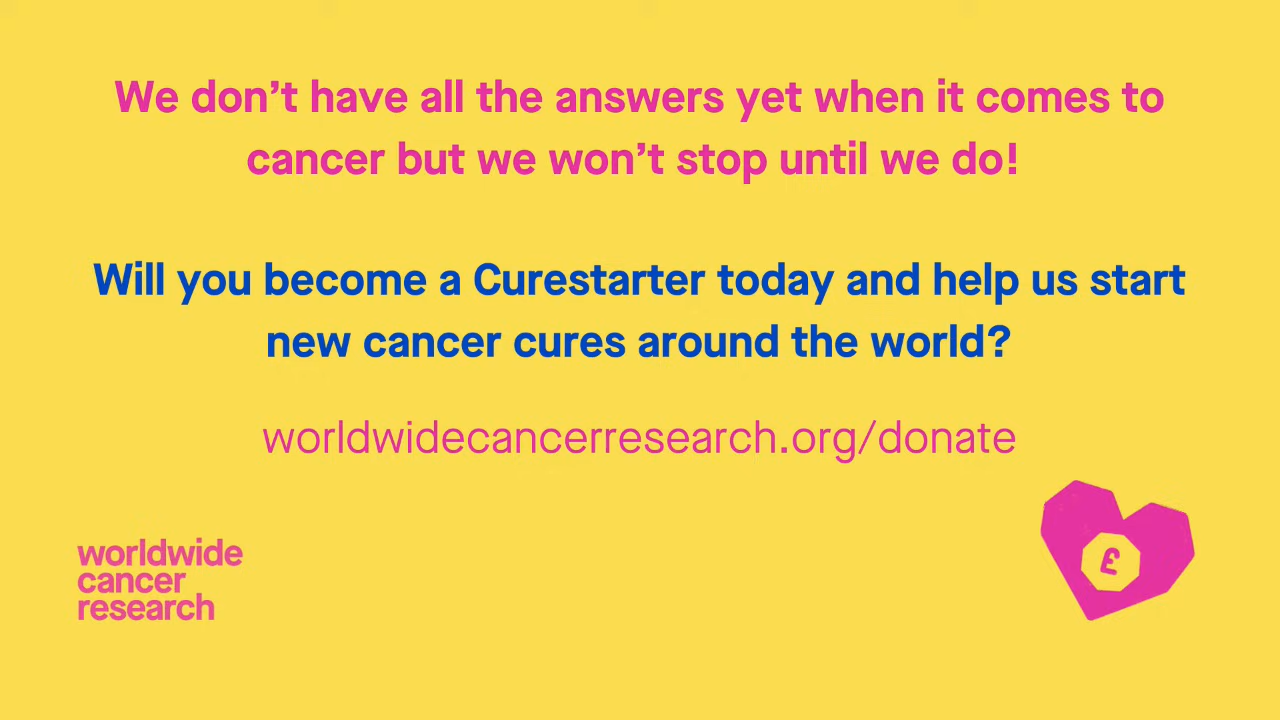 We don’t have all the answers yet when it comes to
cancer but we won’t stop until we do!
Will you become a Curestarter today and help us start
new cancer cures around the world?
worldwidecancerresearch.org/donate
£
worldwide
cancer
research